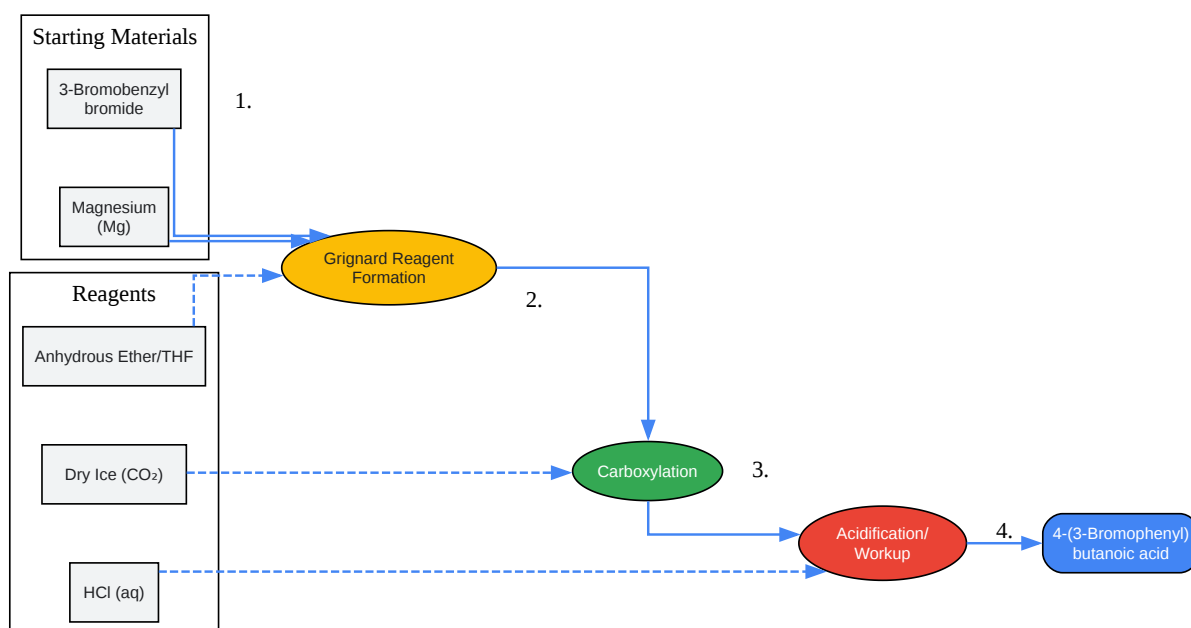 Starting Materials
3-Bromobenzyl
bromide
1.
Magnesium
(Mg)
Grignard Reagent
Formation
2.
Reagents
Anhydrous Ether/THF
Dry Ice (CO₂)
Carboxylation
3.
Acidification/
Workup
4.
4-(3-Bromophenyl)
butanoic acid
HCl (aq)